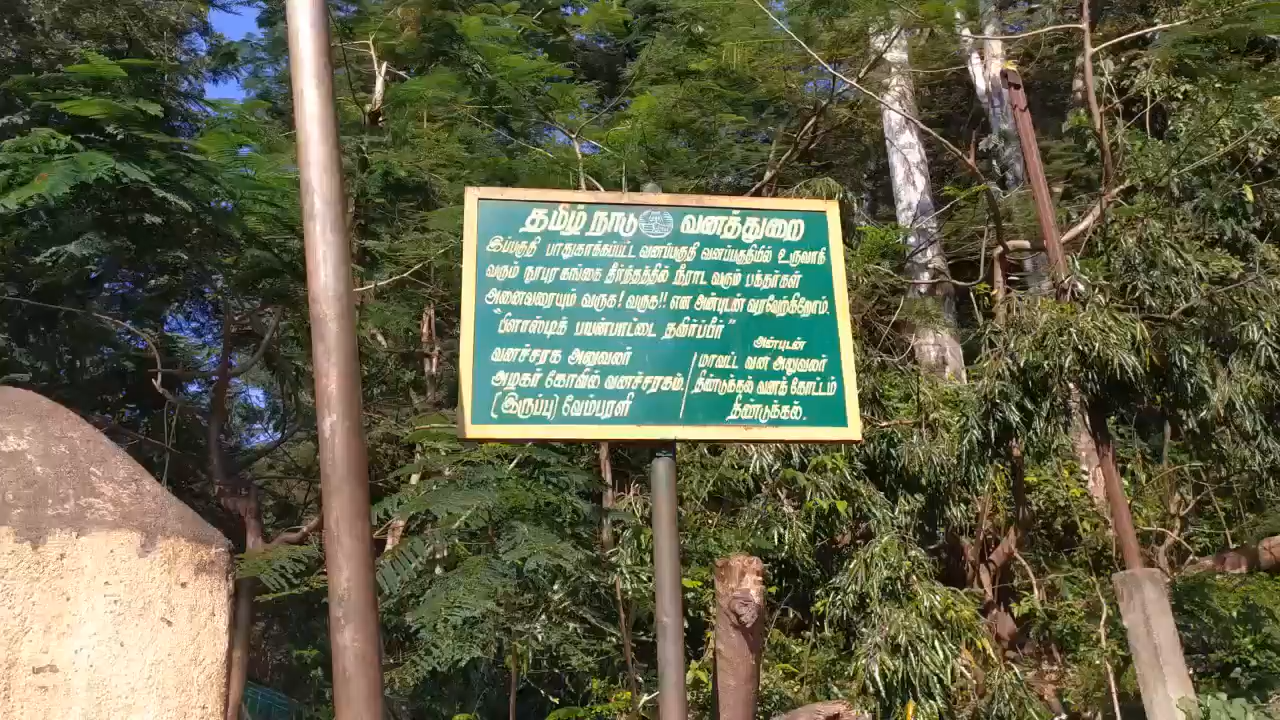 தமிழ் நாடு வனத்துறை
இப்பகுதி பாதுகாக்கப்பட்ட வனப்பகுதி வனப்பகுதியில் உருவாகி
வரும் நூபுர கங்கை தீர்த்தத்தில் நீராட வரும் பக்தர்கள்
அனைவரையும் வருக! வருக!! என அன்புடன் வரவேற்கிறோம்.
"பிளாஸ்டிக் பயன்பாட்டை தவிர்ப்பீர்"
அன்புடன்
வனச்சரக அலுவலர் / மாவட்ட வன அலுவலர்
அழகர் கோவில் வனச்சரகம். / திண்டுக்கல் வனக் கோட்டம்
(இருப்பு) வேம்பரளி / திண்டுக்கல்.